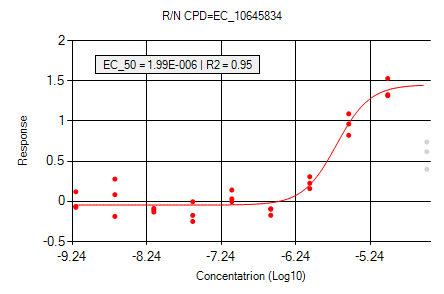 R/N CPD=EC_10645834
2
EC_50 = 1.99E-006 | R2 = 0.95
1.5
1
0.5
0
-0.5
Response
-9.24 -8.24 -7.24 -6.24 -5.24
Concentatrion (Log10)